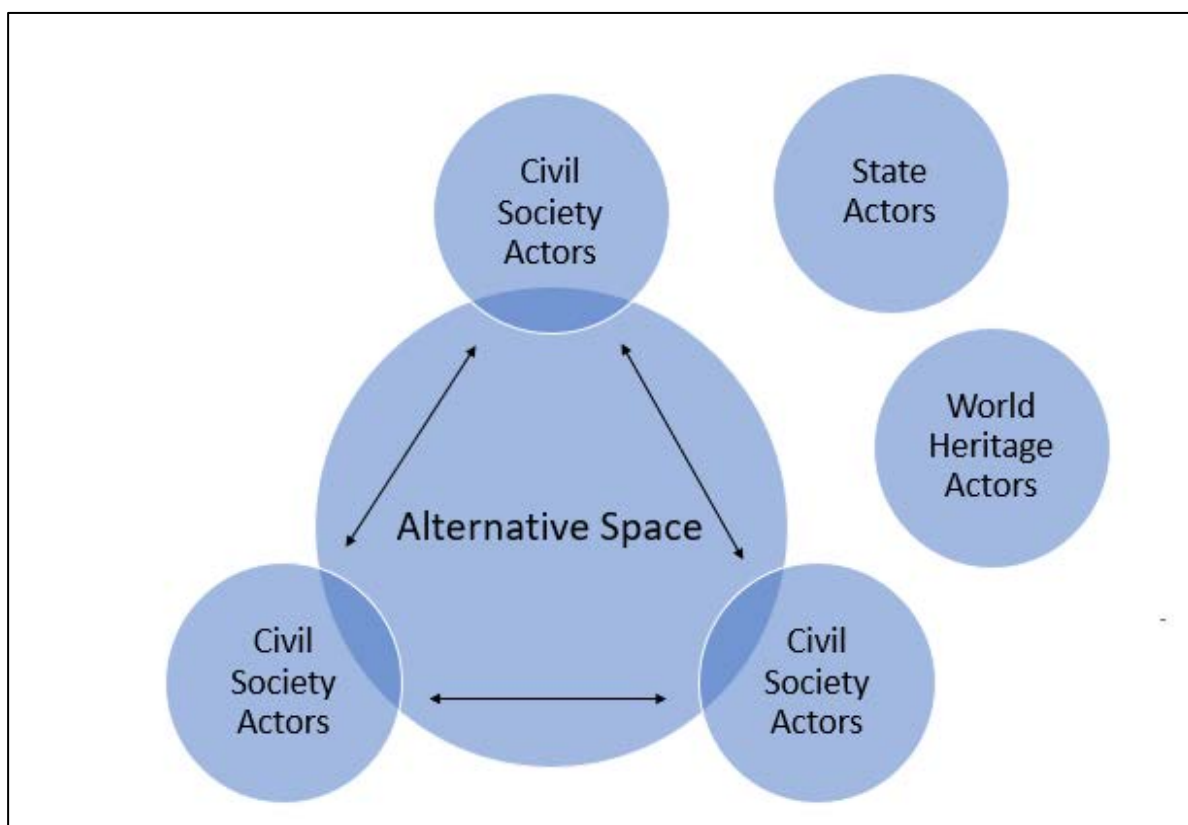 Civil
Society
Actors
State
Actors
World
Heritage
Actors
Alternative Space
Civil
Society
Actors
Civil
Society
Actors